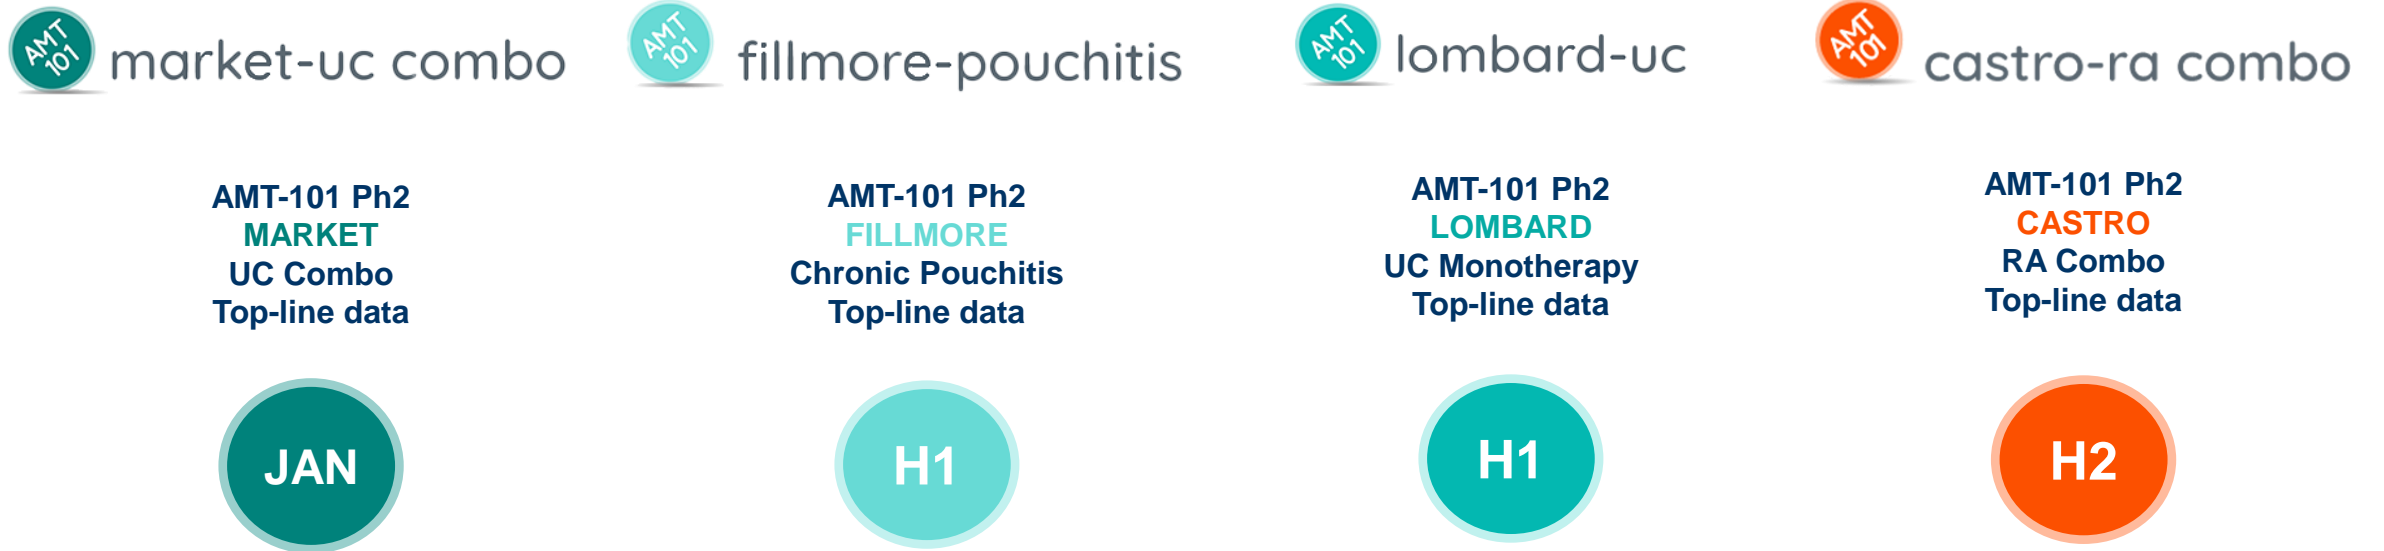 AMT
101
market-uc combo
AMT
101
fillmore-pouchitis
AMT
101
lombard-uc
AMT
101
castro-ra combo
AMT-101 Ph2
MARKET
UC Combo
Top-line data
JAN
AMT-101 Ph2
FILLMORE
Chronic Pouchitis
Top-line data
H1
AMT-101 Ph2
LOMBARD
UC Monotherapy
Top-line data
H1
AMT-101 Ph2
CASTRO
RA Combo
Top-line data
H2